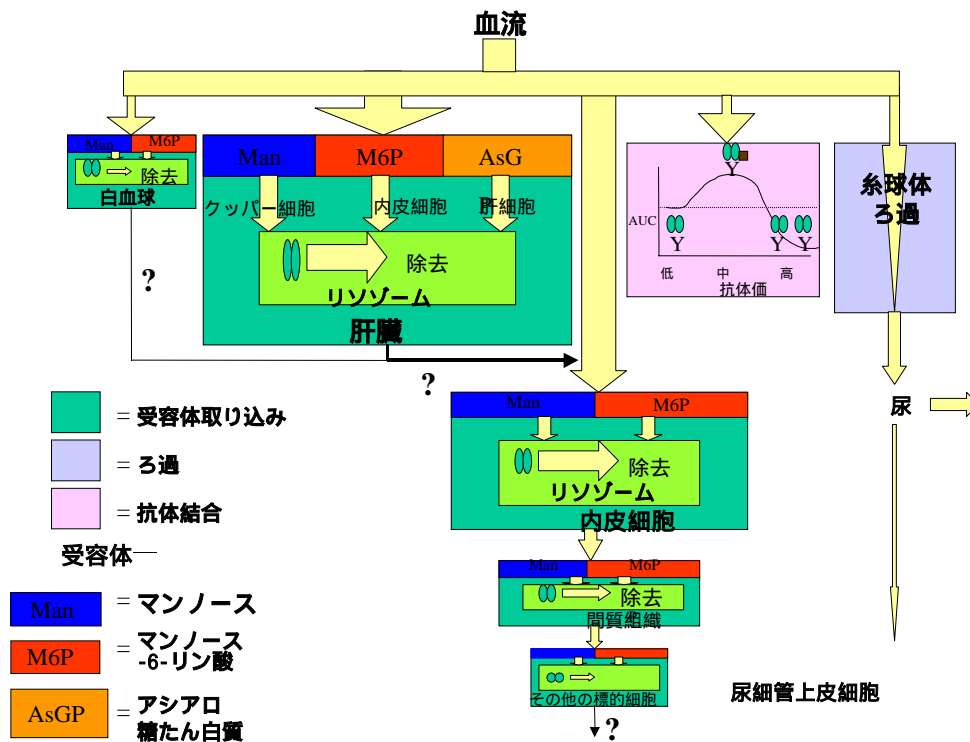 血流
Man M6P
除去
白血球
Man M6P AsG
P
クッパー細胞 内皮細胞 肝細胞
除去
リソゾーム
肝臓
Y
AUC
Y Y Y
低 中 高
抗体価
糸球体
ろ過
?
?
尿
Man M6P
除去
リソゾーム
内皮細胞
Man M6P
除去
間質組織
その他の標的細胞
?
尿細管上皮細胞
= 受容体取り込み
= ろ過
= 抗体結合
受容体—
Man = マンノース
M6P = マンノース
-6-リン酸
AsGP = アシアロ
糖たん白質